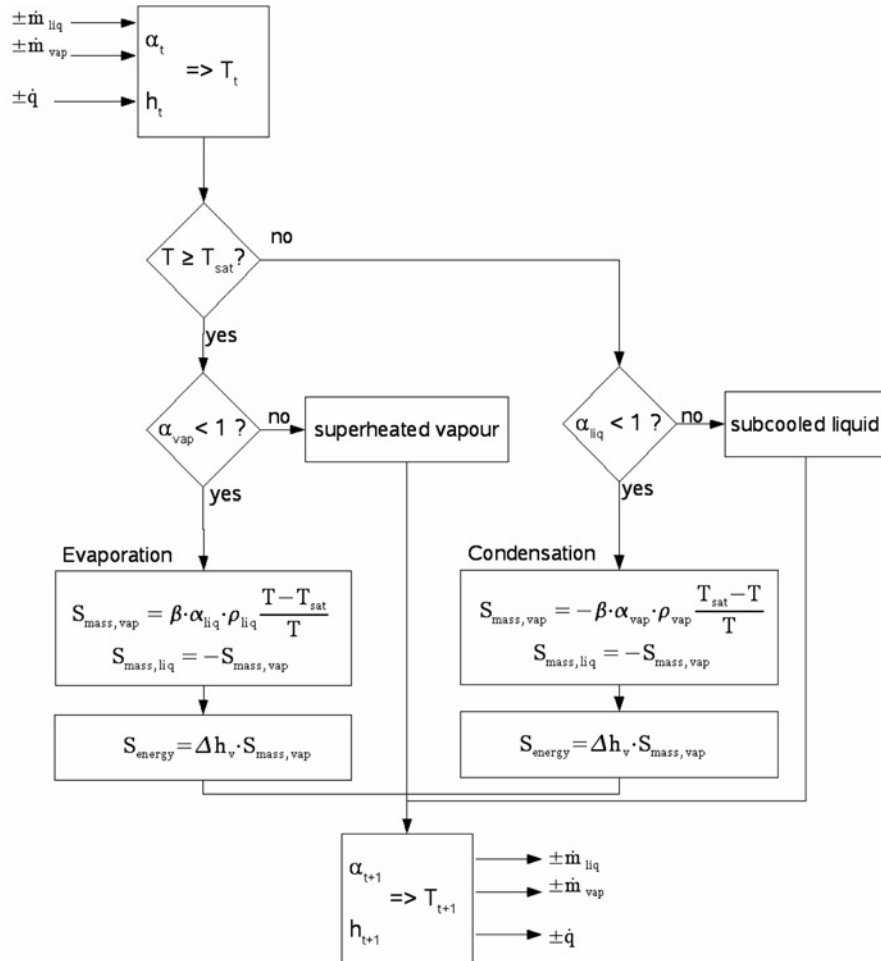 ±ṁ liq
±ṁ vap
±q̇
α_t
=> T_t
h_t
T ≥ T_sat?
no
yes
α_vap < 1 ?
no
superheated vapour
α_liq < 1 ?
no
subcooled liquid
yes
yes
Evaporation
S_mass,vap = β·α_liq·ρ_liq (T−T_sat)/T
S_mass,liq = −S_mass,vap
Condensation
S_mass,vap = −β·α_vap·ρ_vap (T_sat−T)/T
S_mass,liq = −S_mass,vap
S_energy = Δh_v·S_mass,vap
S_energy = Δh_v·S_mass,vap
α_t+1
=> T_t+1
h_t+1
±ṁ liq
±ṁ vap
±q̇